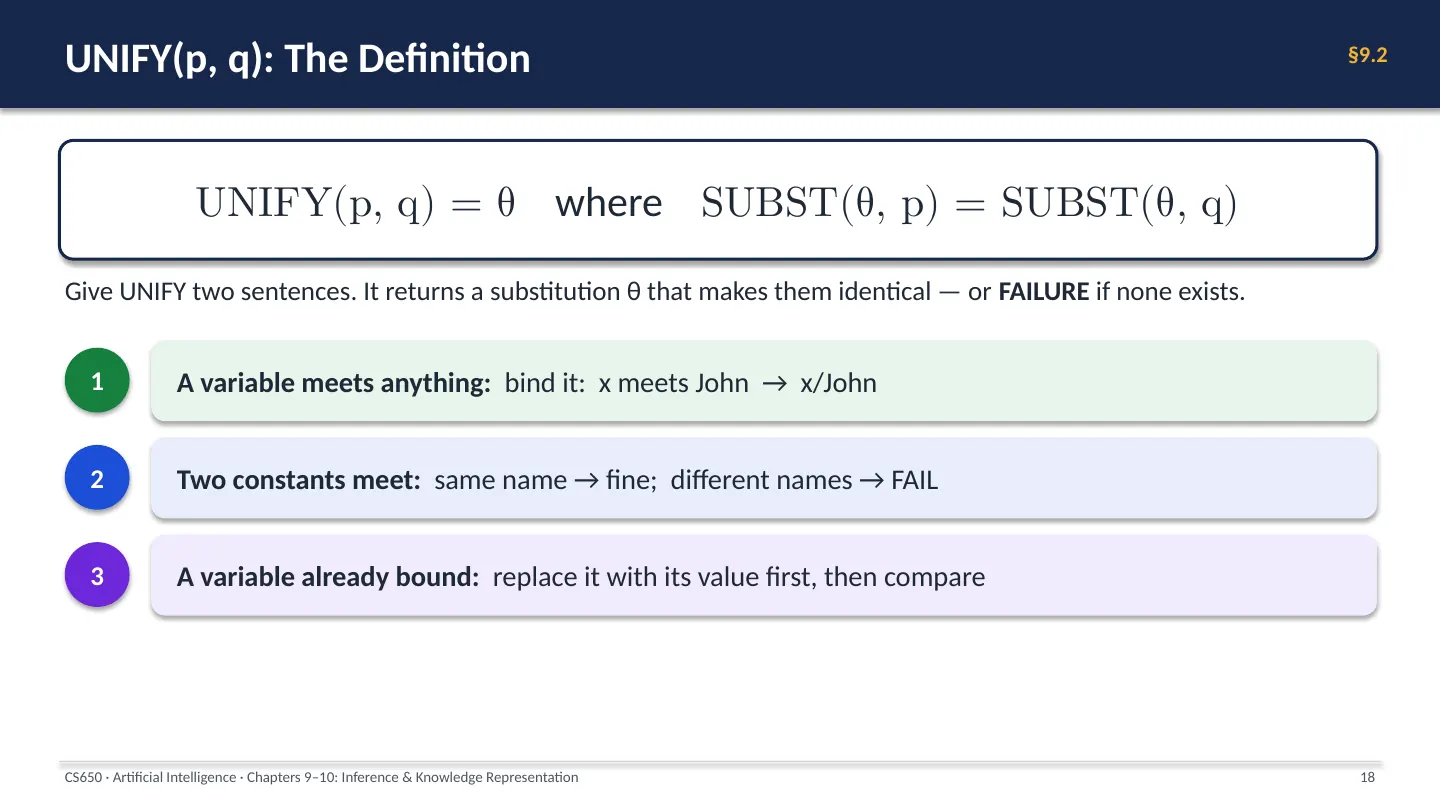 UNIFY(p, q): The Definition
§9.2
UNIFY(p, q) = θ where SUBST(θ, p) = SUBST(θ, q)
Give UNIFY two sentences. It returns a substitution θ that makes them identical — or FAILURE if none exists.
1
A variable meets anything: bind it: x meets John → x/John
2
Two constants meet: same name → fine; different names → FAIL
3
A variable already bound: replace it with its value first, then compare
CS650 · Artificial Intelligence · Chapters 9–10: Inference & Knowledge Representation
18